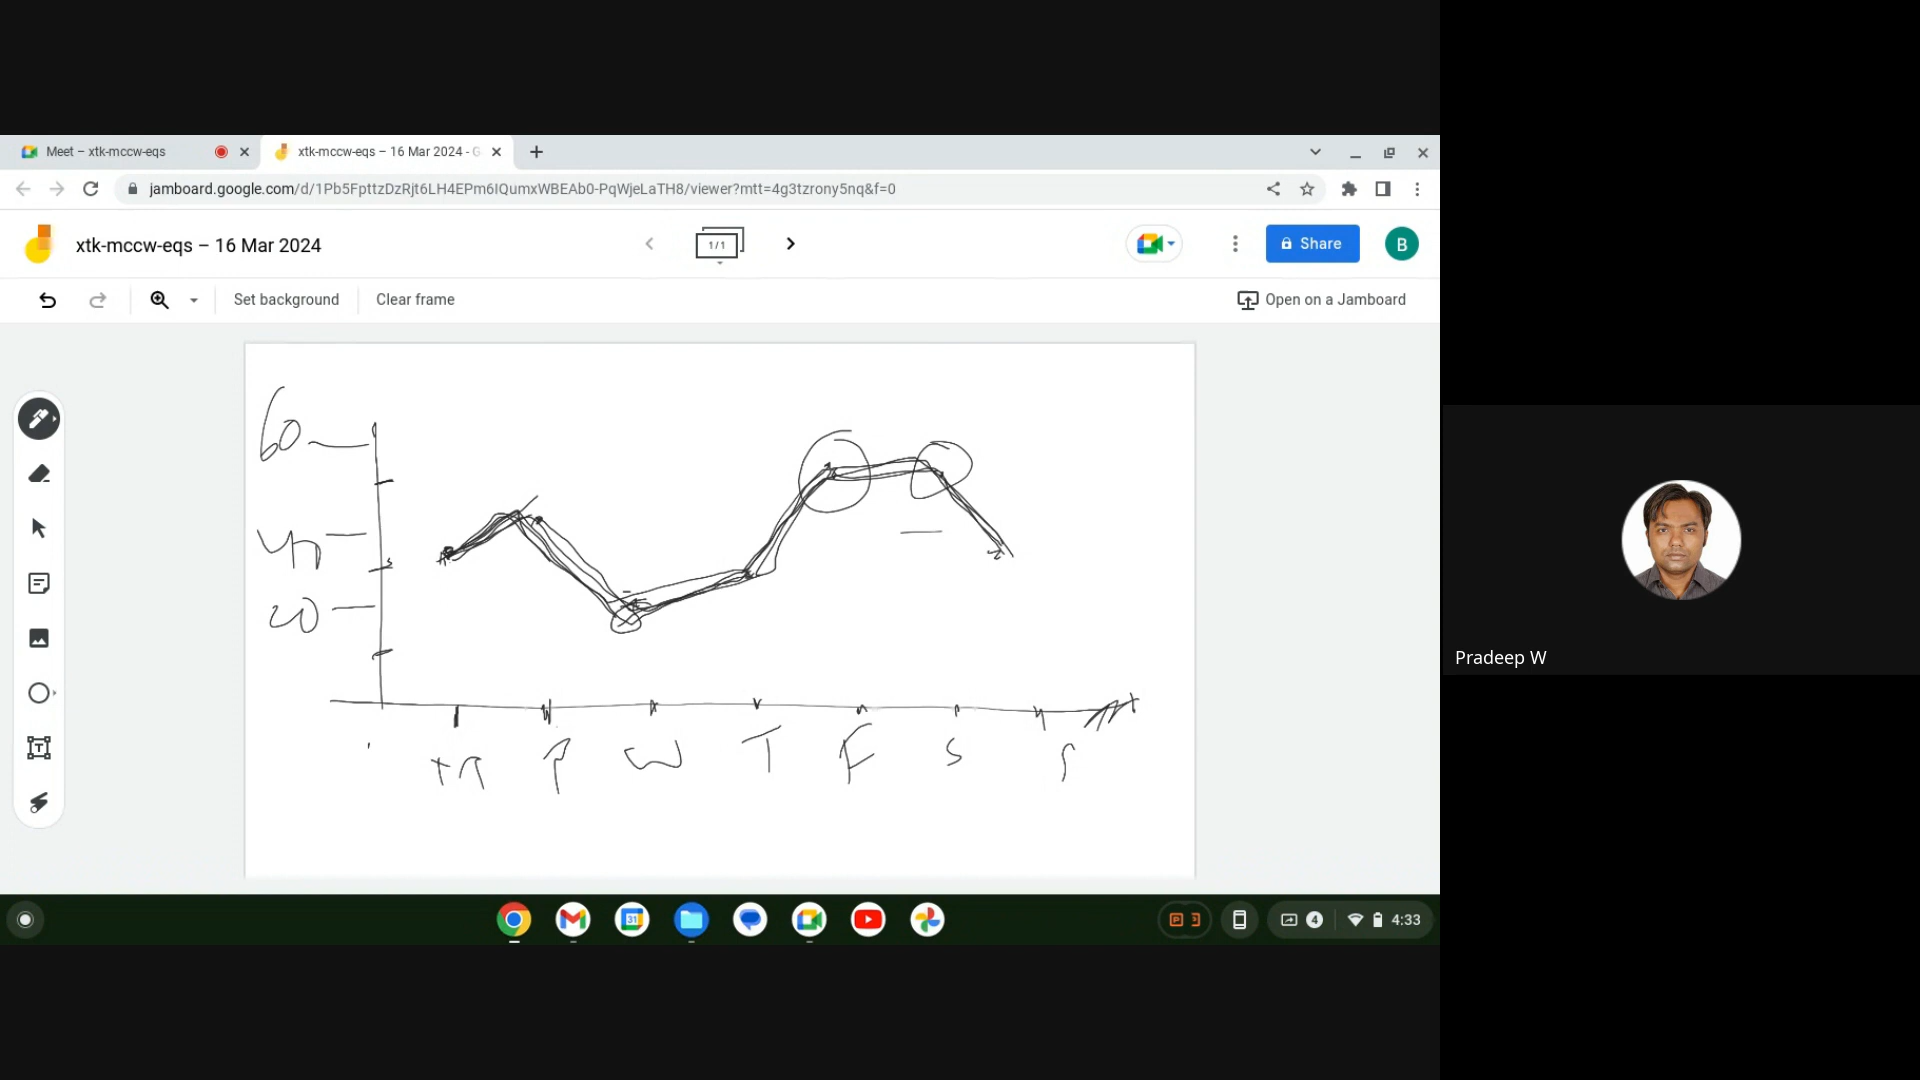 Meet – xtk-mccw-eqs
xtk-mccw-eqs – 16 Mar 2024 - G
jamboard.google.com/d/1Pb5FpttzDzRjt6LH4EPm6IQumxWBEAb0-PqWjeLaTH8/viewer?mtt=4g3tzrony5nq&f=0
xtk-mccw-eqs – 16 Mar 2024
1/1
Share
B
Set background
Clear frame
Open on a Jamboard
60
40
20
W T F S
31
4
4:33
Pradeep W